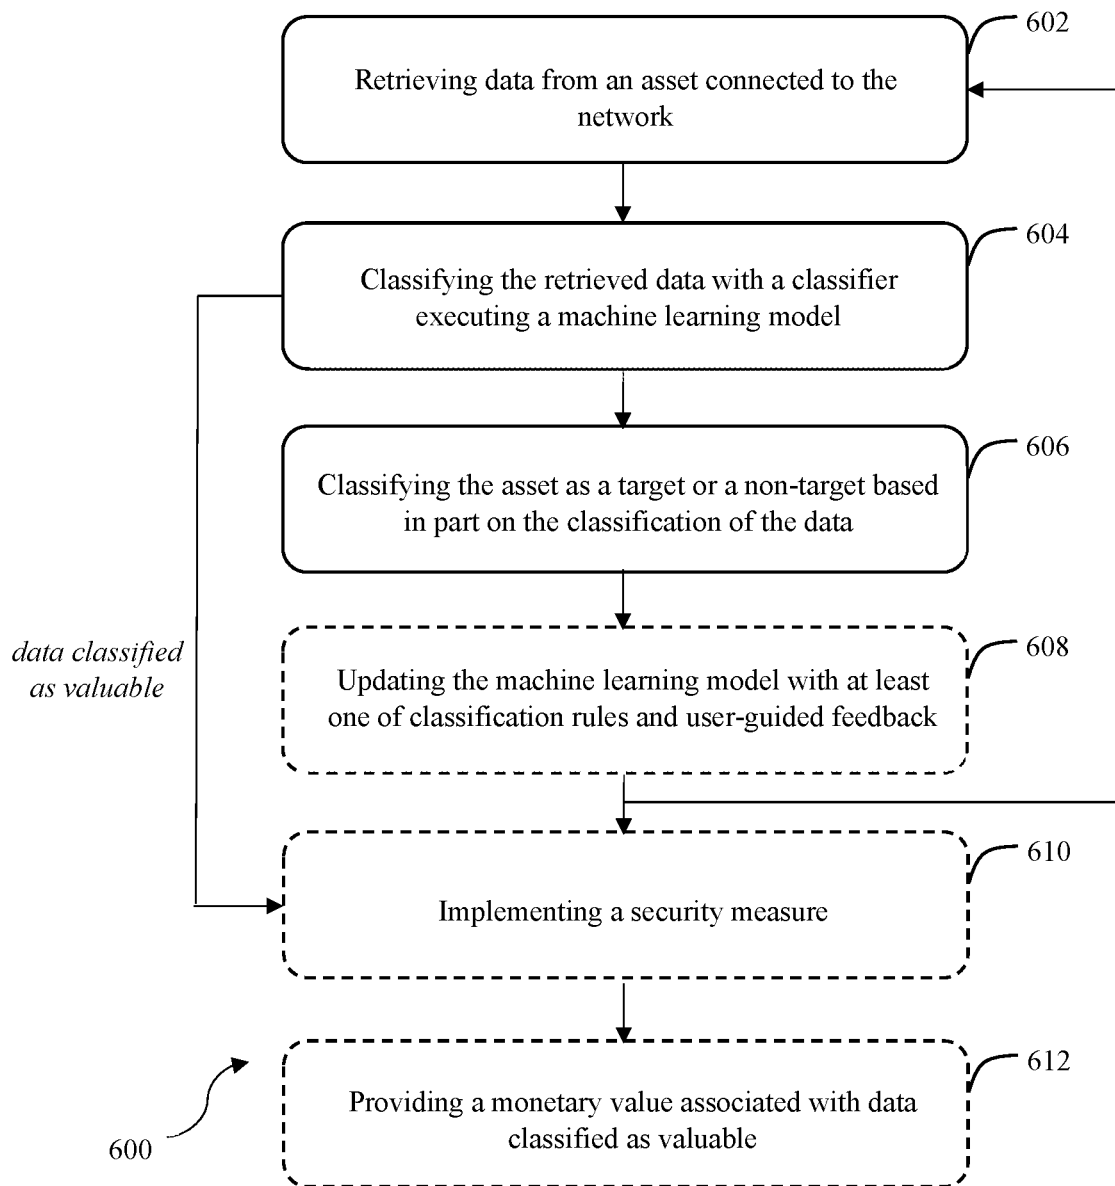 602
Retrieving data from an asset connected to the
network
604
Classifying the retrieved data with a classifier
executing a machine learning model
606
Classifying the asset as a target or a non-target based
in part on the classification of the data
data classified
as valuable
608
Updating the machine learning model with at least
one of classification rules and user-guided feedback
610
Implementing a security measure
612
Providing a monetary value associated with data
classified as valuable
600